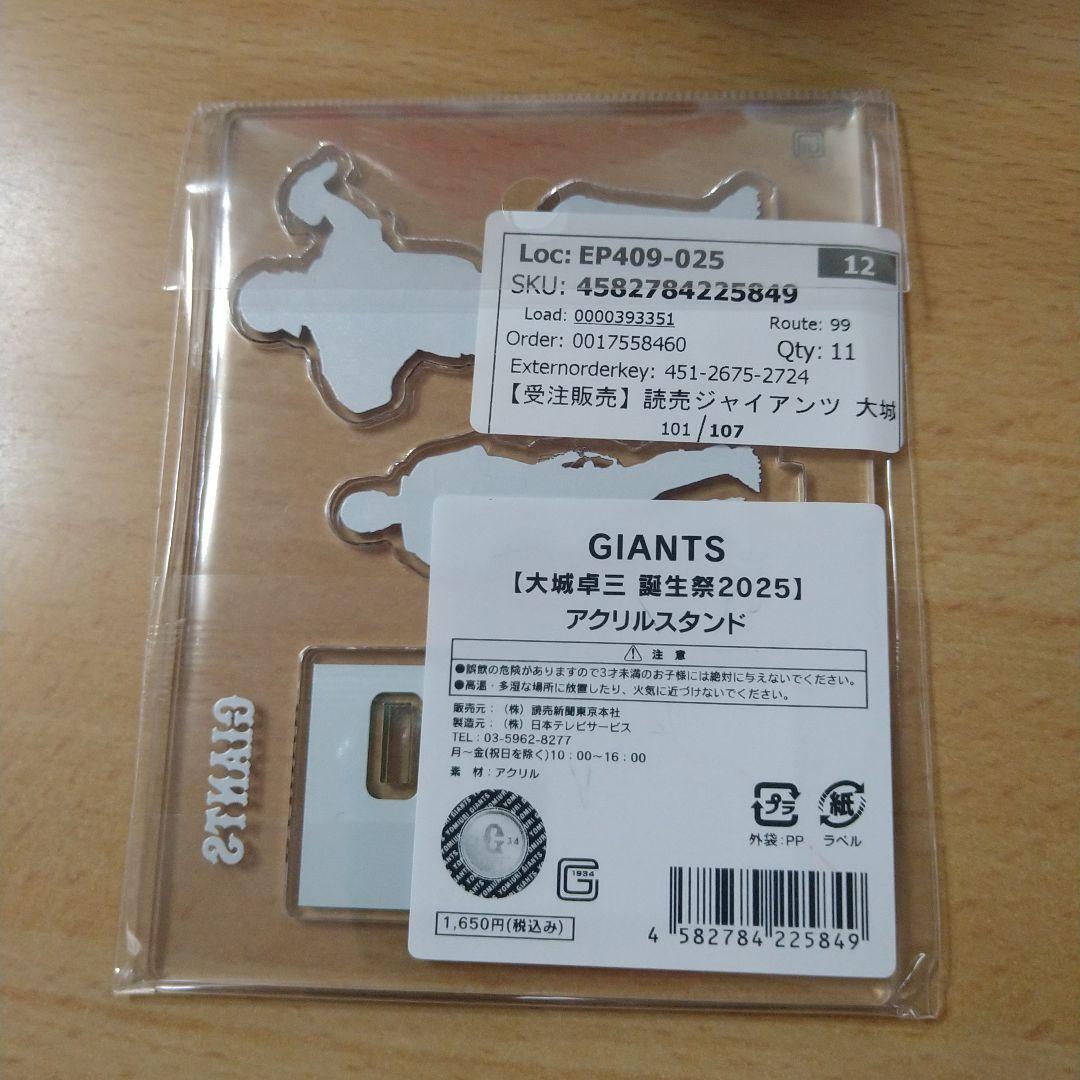 Loc: EP409-025
12
SKU: 4582784225849
Load: 0000393351
Route: 99
Order: 0017558460
Qty: 11
Externorderkey: 451-2675-2724
【受注販売】読売ジャイアンツ 大城
101/107
GIANTS
【大城卓三 誕生祭2025】
アクリルスタンド
注意
●誤飲の危険がありますので3才未満のお子様には絶対に与えないでください。
●高温・多湿な場所に放置したり、火気に近づけないでください。
販売元：（株）読売新聞東京本社
製造元：（株）日本テレビサービス
TEL：03-5962-8277
月～金(祝日を除く)10：00～16：00
素 材：アクリル
プラ
紙
外袋：PP
ラベル
YOMIURI GIANTS
G 34
G 1934
1,650円(税込み)
4 582784 225849
GIANTS